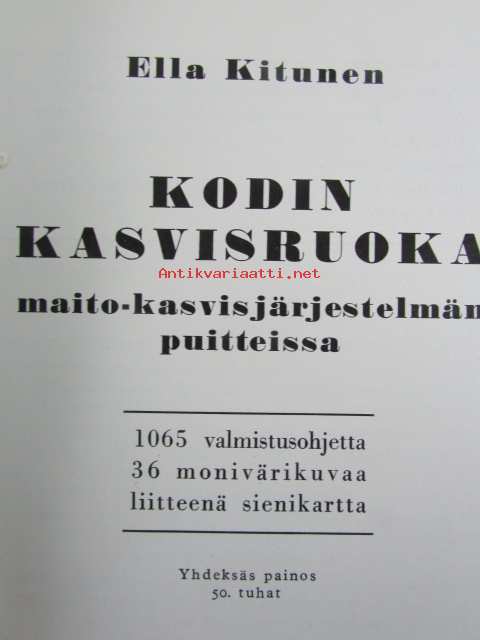 Ella Kitunen
KODIN
KASVISRUOKA
Antikvariaatti.net
maito-kasvisjärjestelmän
puitteissa
1065 valmistusohjetta
36 monivärikuvaa
liitteenä sienikartta
Yhdeksäs painos
50. tuhat